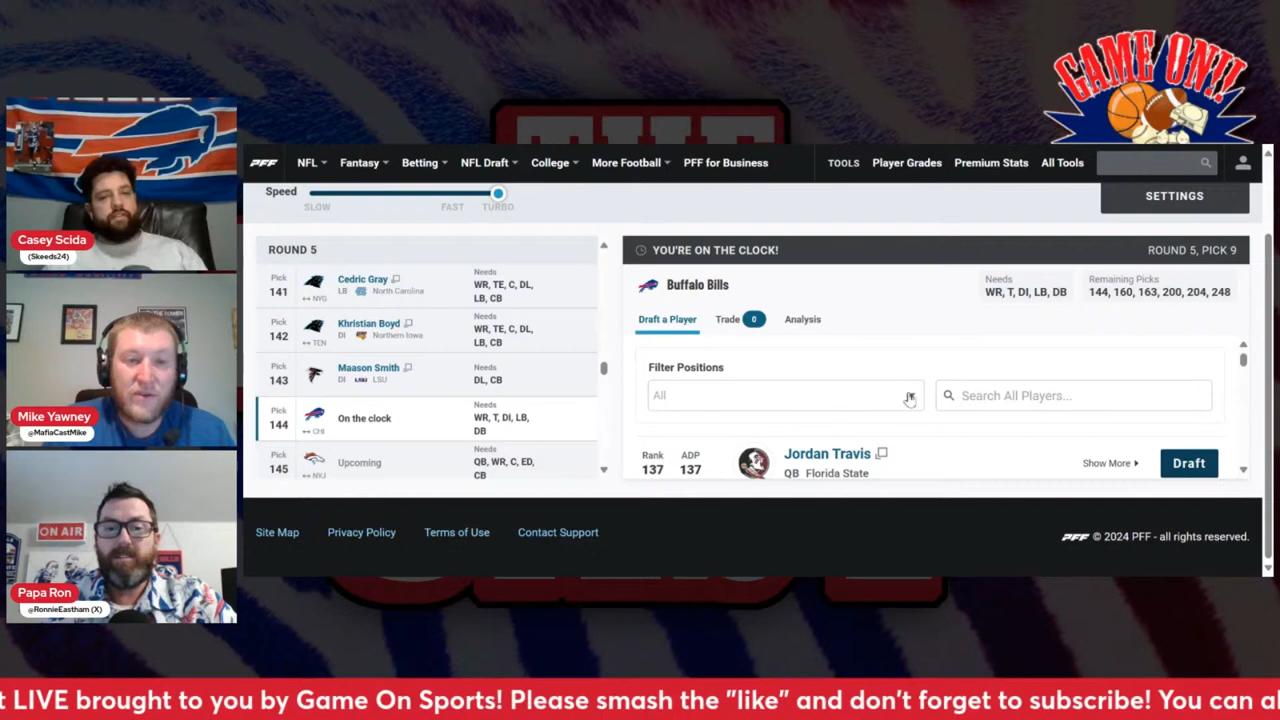 GAME ON!!
PFF NFL Fantasy Betting NFL Draft College More Football PFF for Business TOOLS Player Grades Premium Stats All Tools
Speed
SLOW FAST TURBO
SETTINGS
ROUND 5
Pick 141
Cedric Gray
LB North Carolina
NYG
Needs
WR, TE, C, DL,
LB, CB
Pick 142
Khristian Boyd
DI Northern Iowa
TEN
Needs
WR, TE, C, DL,
LB, CB
Pick 143
Maason Smith
DI LSU LSU
Needs
DL, CB
Pick 144
On the clock
CHI
Needs
WR, T, DI, LB,
DB
Pick 145
Upcoming
NYJ
Needs
QB, WR, C, ED,
CB
YOU'RE ON THE CLOCK! ROUND 5, PICK 9
Buffalo Bills
Needs
WR, T, DI, LB, DB
Remaining Picks
144, 160, 163, 200, 204, 248
Draft a Player Trade 0 Analysis
Filter Positions
All
Search All Players...
Rank
137
ADP
137
Jordan Travis
QB Florida State
Show More
Draft
Site Map Privacy Policy Terms of Use Contact Support
PFF © 2024 PFF - all rights reserved.
Casey Scida
(Skeeds24)
Mike Yawney
@MafiaCastMike
ON AIR
Papa Ron
@RonnieEastham (X)
t LIVE brought to you by Game On Sports! Please smash the "like" and don't forget to subscribe! You can al